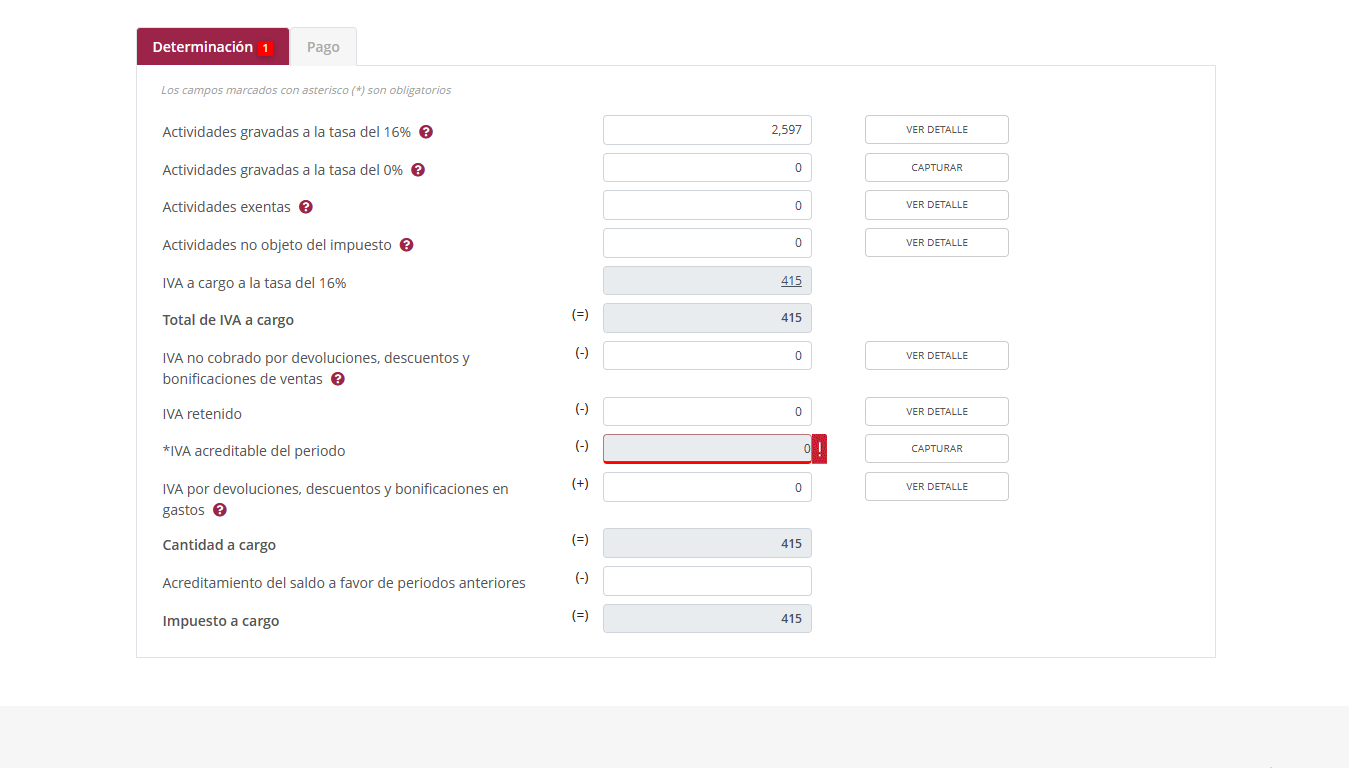 Determinación 1 Pago
Los campos marcados con asterisco (*) son obligatorios
Actividades gravadas a la tasa del 16% ? 2,597 VER DETALLE
Actividades gravadas a la tasa del 0% ? 0 CAPTURAR
Actividades exentas ? 0 VER DETALLE
Actividades no objeto del impuesto ? 0 VER DETALLE
IVA a cargo a la tasa del 16% 415
Total de IVA a cargo (=) 415
IVA no cobrado por devoluciones, descuentos y (-) 0 VER DETALLE
bonificaciones de ventas ?
IVA retenido (-) 0 VER DETALLE
*IVA acreditable del periodo (-) 0 ! CAPTURAR
IVA por devoluciones, descuentos y bonificaciones en (+) 0 VER DETALLE
gastos ?
Cantidad a cargo (=) 415
Acreditamiento del saldo a favor de periodos anteriores (-)
Impuesto a cargo (=) 415